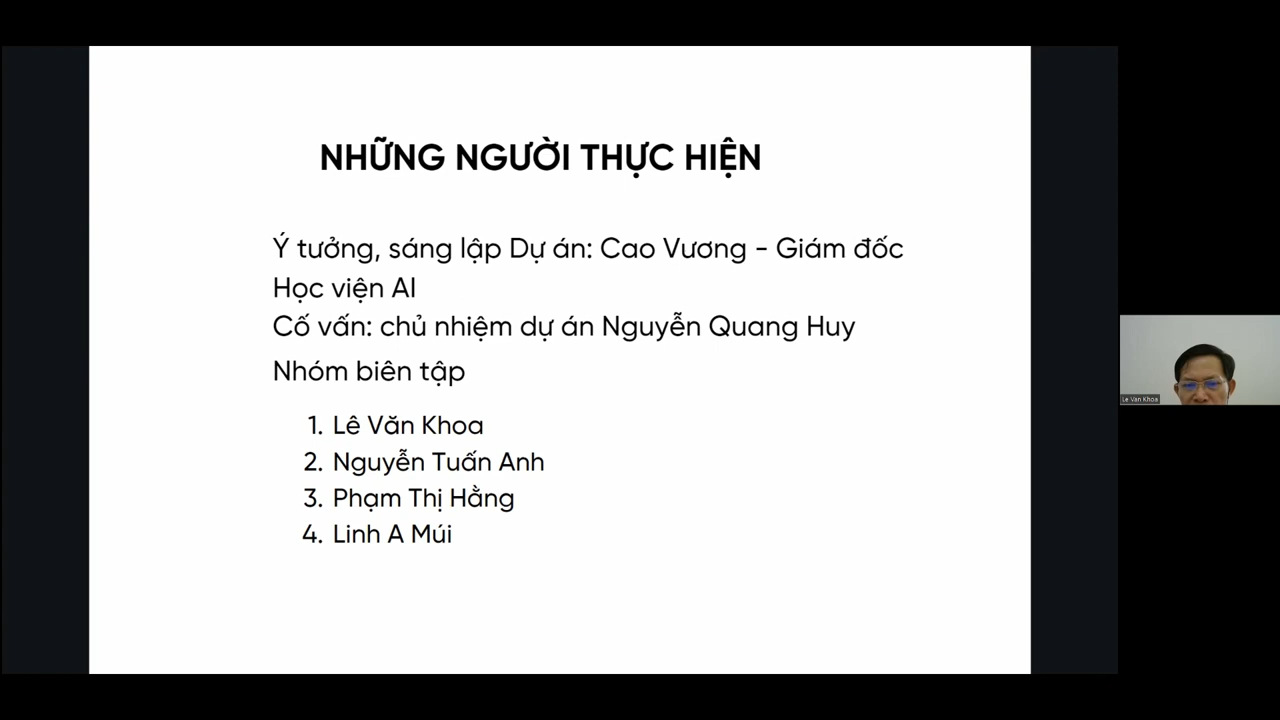 NHỮNG NGƯỜI THỰC HIỆN
Ý tưởng, sáng lập Dự án: Cao Vương - Giám đốc
Học viện AI
Cố vấn: chủ nhiệm dự án Nguyễn Quang Huy
Nhóm biên tập
1. Lê Văn Khoa
2. Nguyễn Tuấn Anh
3. Phạm Thị Hằng
4. Linh A Múi
Le Van Khoa